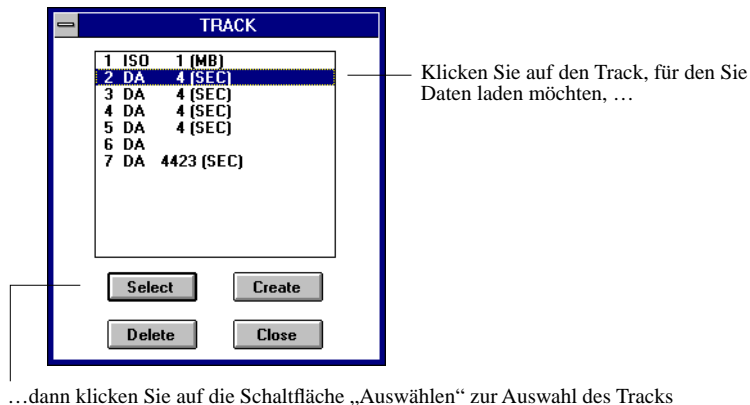 TRACK
1 ISO 1 (MB)
2 DA 4 (SEC)
3 DA 4 (SEC)
4 DA 4 (SEC)
5 DA 4 (SEC)
6 DA
7 DA 4423 (SEC)
Klicken Sie auf den Track, für den Sie
Daten laden möchten, …
Select Create
Delete Close
…dann klicken Sie auf die Schaltfläche „Auswählen“ zur Auswahl des Tracks